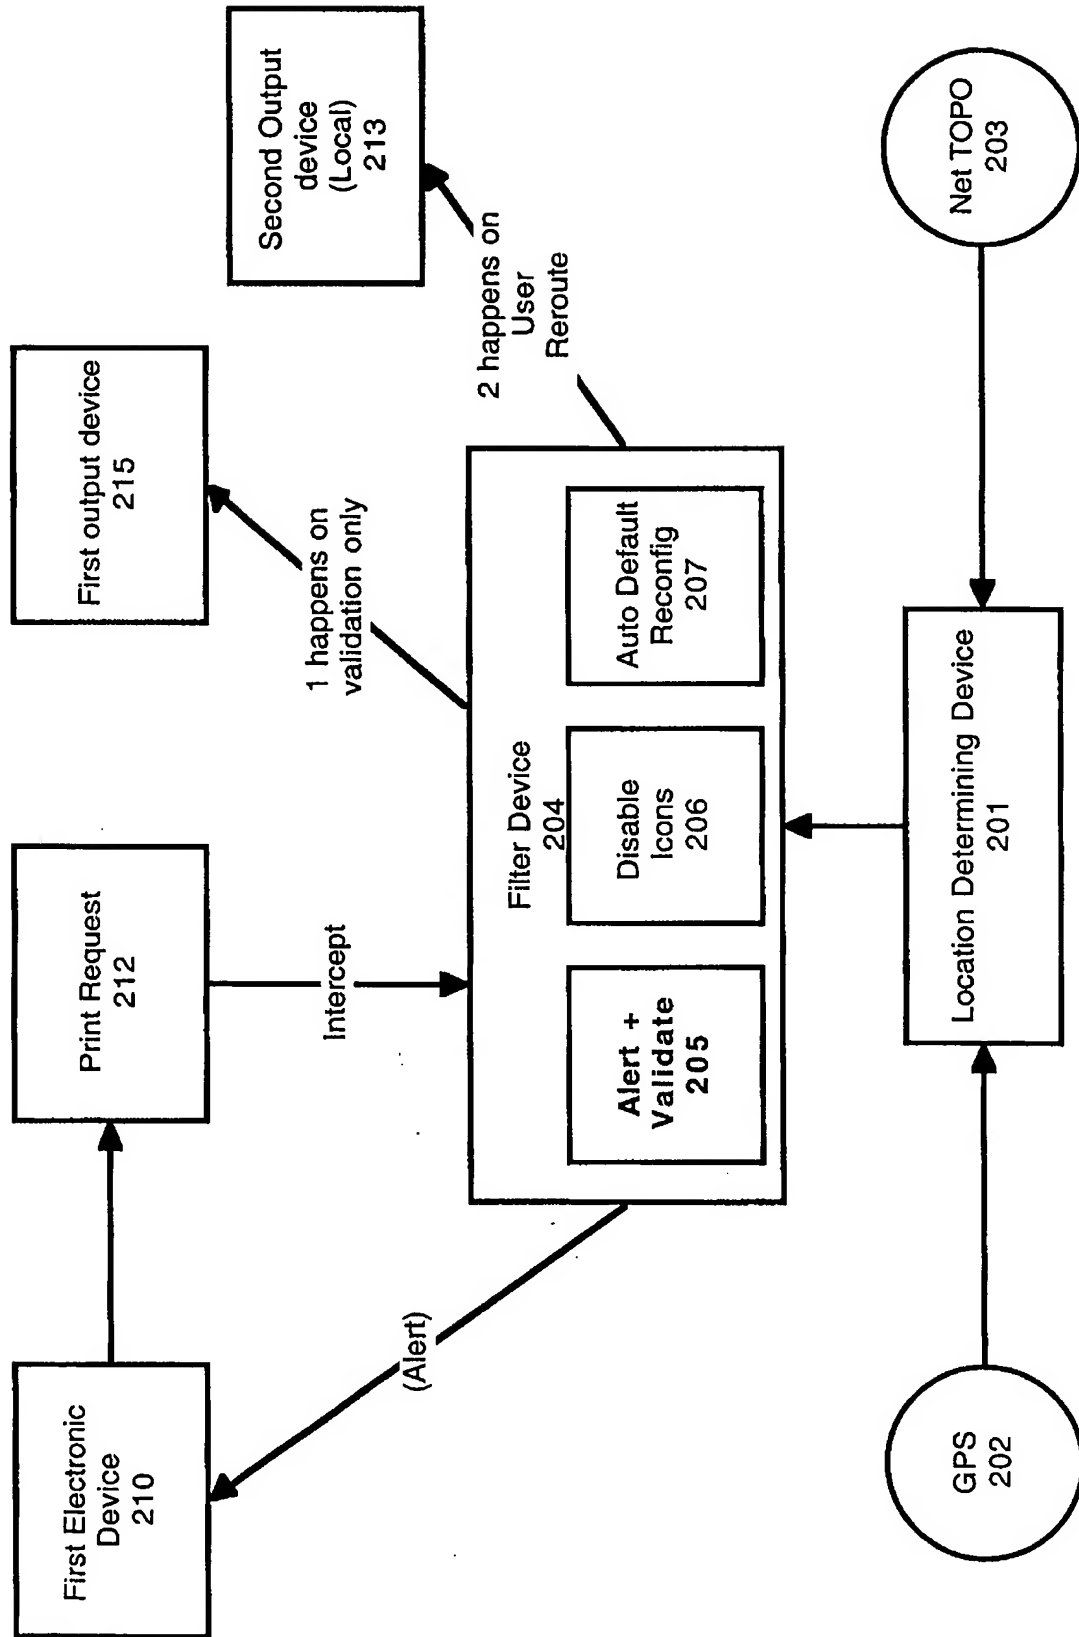 First Electronic
Device
210
Print Request
212
First output device
215
Second Output
device
(Local)
213
(Alert)
Intercept
1 happens on
validation only
2 happens on
User
Reroute
Filter Device
204
Alert +
Validate
205
Disable
Icons
206
Auto Default
Reconfig
207
GPS
202
Location Determining Device
201
Net TOPO
203